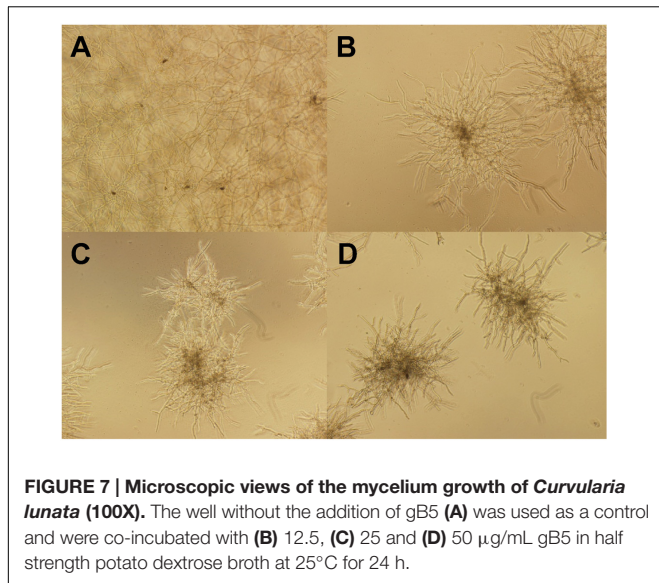 A
B
C
D
FIGURE 7 | Microscopic views of the mycelium growth of Curvularia
lunata (100X). The well without the addition of gB5 (A) was used as a control
and were co-incubated with (B) 12.5, (C) 25 and (D) 50 μg/mL gB5 in half
strength potato dextrose broth at 25°C for 24 h.